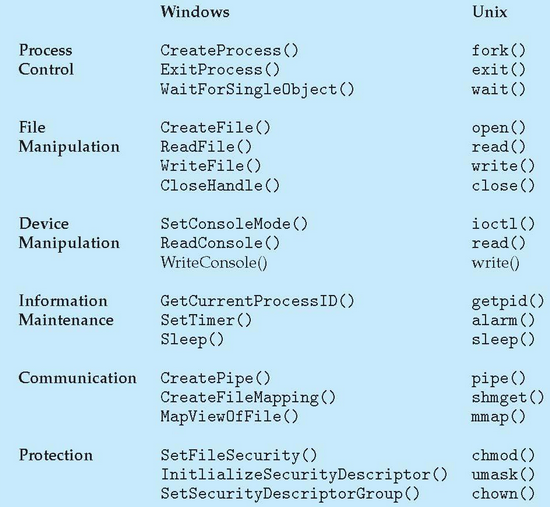 Windows Unix
Process CreateProcess() fork()
Control ExitProcess() exit()
WaitForSingleObject() wait()
File CreateFile() open()
Manipulation ReadFile() read()
WriteFile() write()
CloseHandle() close()
Device SetConsoleMode() ioctl()
Manipulation ReadConsole() read()
WriteConsole() write()
Information GetCurrentProcessID() getpid()
Maintenance SetTimer() alarm()
Sleep() sleep()
Communication CreatePipe() pipe()
CreateFileMapping() shmget()
MapViewOfFile() mmap()
Protection SetFileSecurity() chmod()
InitlializeSecurityDescriptor() umask()
SetSecurityDescriptorGroup() chown()